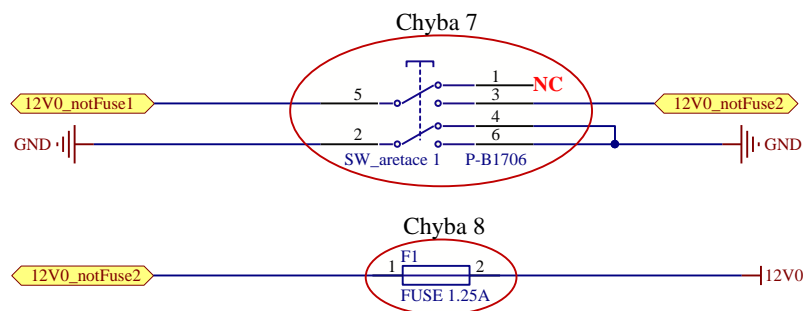 Chyba 7
1 NC
12V0_notFuse1 5 3 12V0_notFuse2
4
GND 2 6 GND
SW_aretace 1 P-B1706
Chyba 8
F1
12V0_notFuse2 1 2 12V0
FUSE 1.25A